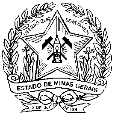 ESTADO DE MINAS GERAIS